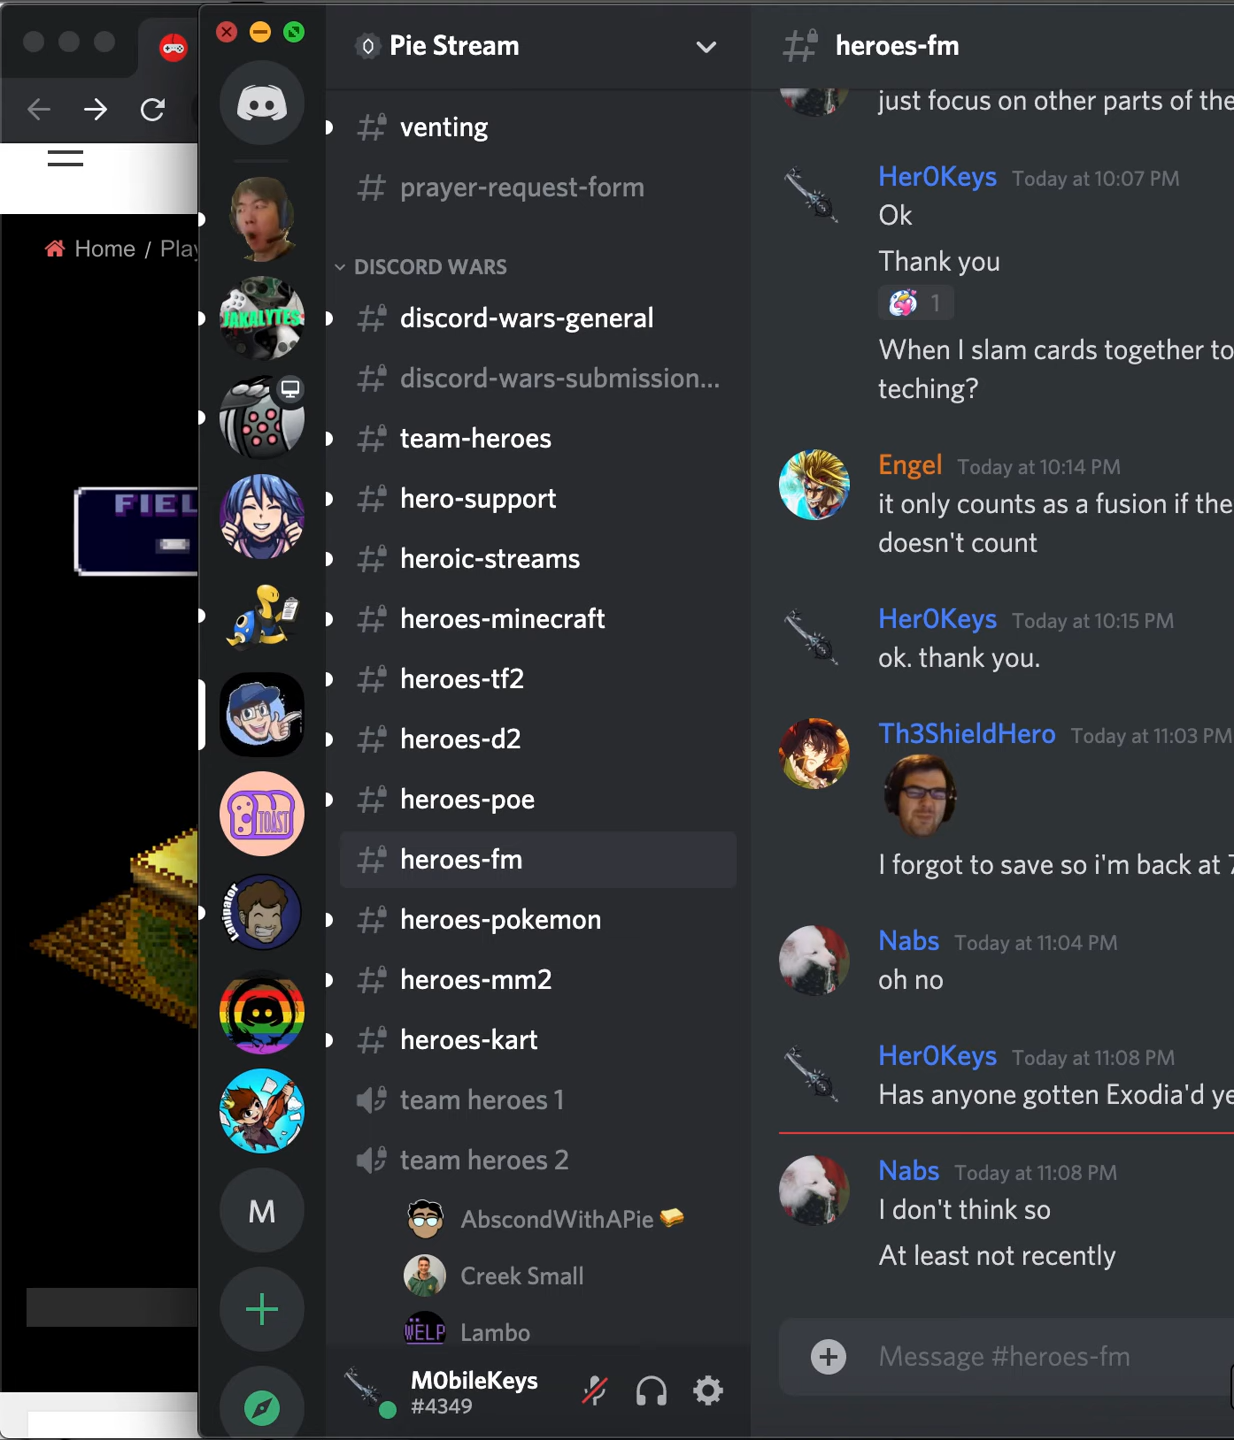 Home / Play
FIEL
JAKALYTES
TOAST
Lanipator
M
Pie Stream
venting
prayer-request-form
DISCORD WARS
discord-wars-general
discord-wars-submission...
team-heroes
hero-support
heroic-streams
heroes-minecraft
heroes-tf2
heroes-d2
heroes-poe
heroes-fm
heroes-pokemon
heroes-mm2
heroes-kart
team heroes 1
team heroes 2
AbscondWithAPie
Creek Small
WËLP Lambo
M0bileKeys
#4349
heroes-fm
just focus on other parts of the
Her0Keys Today at 10:07 PM
Ok
Thank you
1
When I slam cards together to
teching?
Engel Today at 10:14 PM
it only counts as a fusion if the
doesn't count
Her0Keys Today at 10:15 PM
ok. thank you.
Th3ShieldHero Today at 11:03 PM
I forgot to save so i'm back at 7
Nabs Today at 11:04 PM
oh no
Her0Keys Today at 11:08 PM
Has anyone gotten Exodia'd ye
Nabs Today at 11:08 PM
I don't think so
At least not recently
Message #heroes-fm